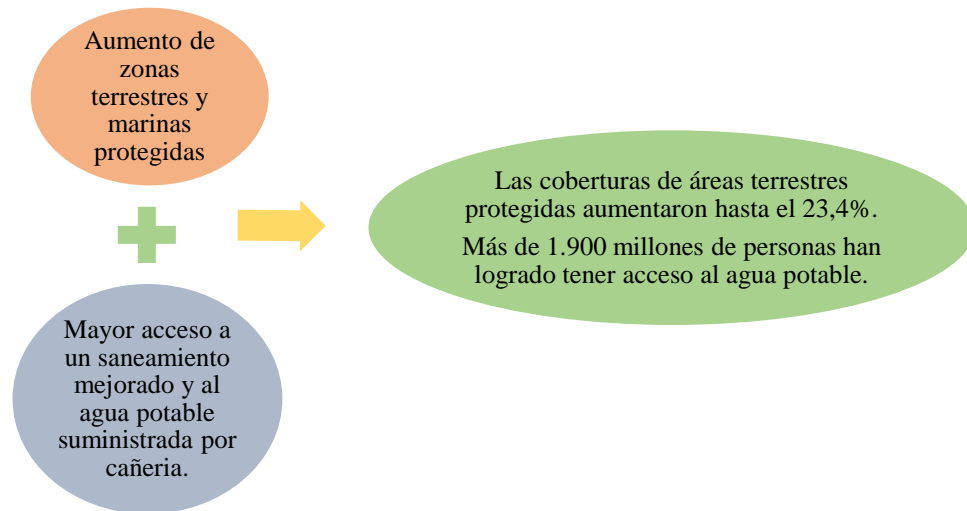 Aumento de
zonas
terrestres y
marinas
protegidas
Mayor acceso a
un saneamiento
mejorado y al
agua potable
suministrada por
cañeria.
Las coberturas de áreas terrestres
protegidas aumentaron hasta el 23,4%.
Más de 1.900 millones de personas han
logrado tener acceso al agua potable.